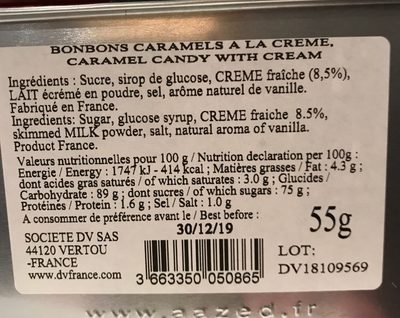 BONBONS CARAMELS A LA CREME,
CARAMEL CANDY WITH CREAM
Ingrédients : Sucre, sirop de glucose, CREME fraîche (8,5%),
LAIT écrémé en poudre, sel, arôme naturel de vanille.
Fabriqué en France.
Ingredients: Sugar, glucose syrup, CREME fraiche 8.5%,
skimmed MILK powder, salt, natural aroma of vanilla.
Product France.
Valeurs nutritionnelles pour 100 g / Nutrition declaration per 100g :
Energie / Energy : 1747 kJ - 414 kcal ; Matières grasses / Fat : 4.3 g ;
dont acides gras saturés / of which saturates : 3.0 g ; Glucides /
Carbohydrate : 89 g ; dont sucres / of which sugars : 75 g ;
Protéines / Protein : 1.6 g ; Sel / Salt : 1.0 g
A consommer de préférence avant le / Best before :
30/12/19
55g
SOCIETE DV SAS
44120 VERTOU
-FRANCE
www.dvfrance.com
3 663350 050865
LOT:
DV18109569
www.aazed.fr